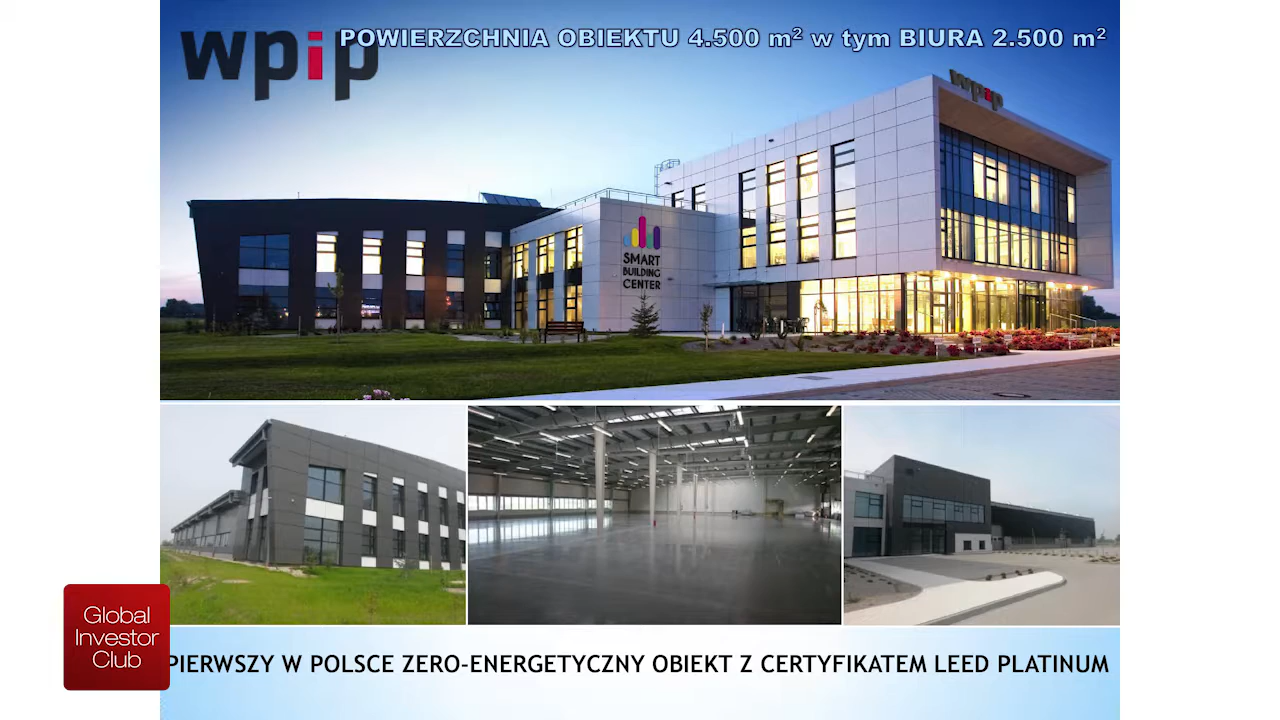 wpip
POWIERZCHNIA OBIEKTU 4.500 m² w tym BIURA 2.500 m²
wpip
SMART
BUILDING
CENTER
Global
Investor
Club
PIERWSZY W POLSCE ZERO-ENERGETYCZNY OBIEKT Z CERTYFIKATEM LEED PLATINUM